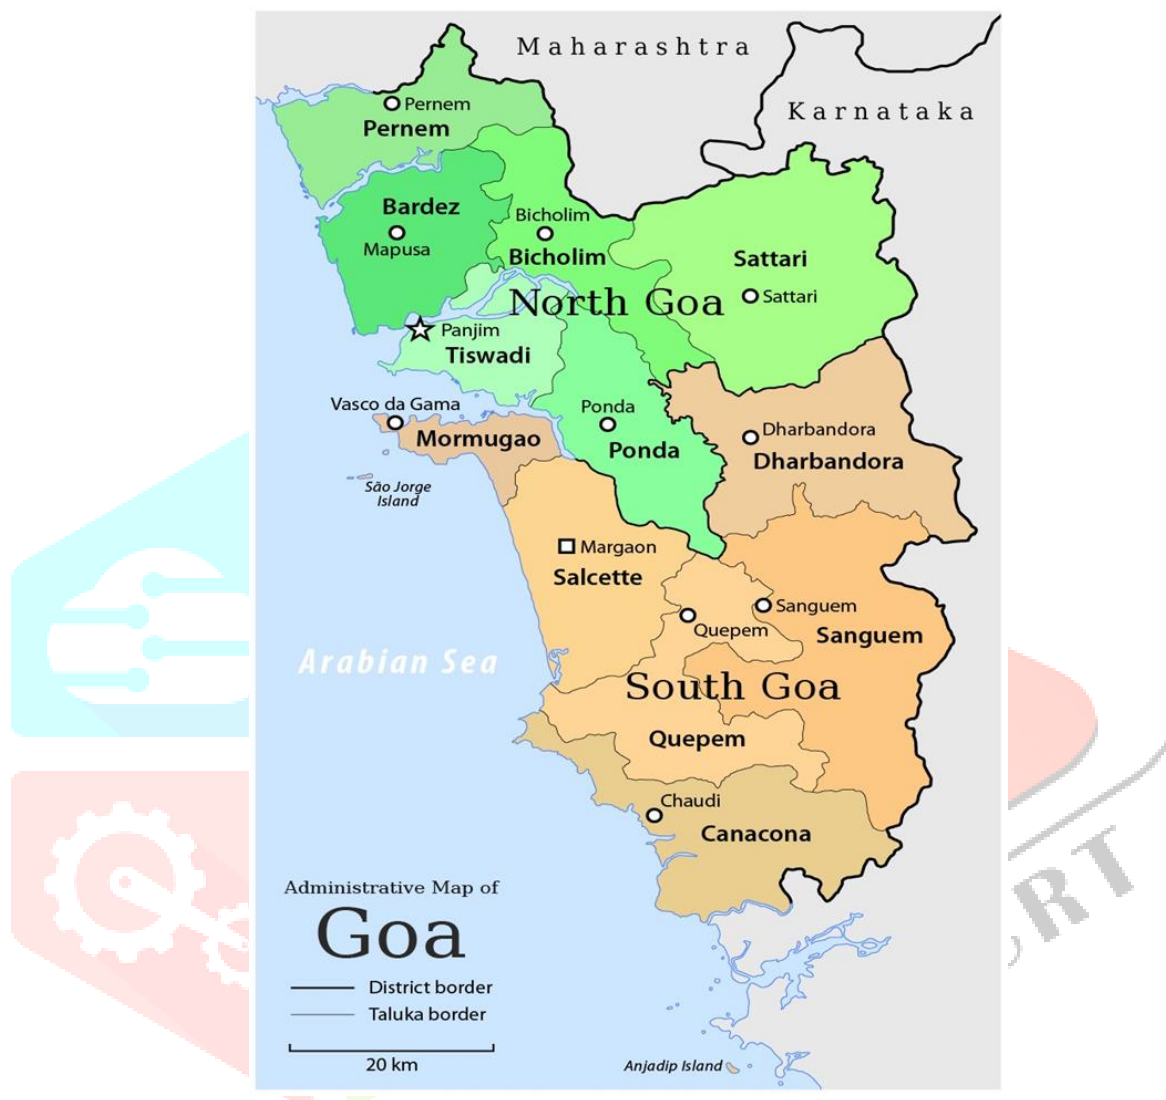 Maharashtra
Karnataka
Pernem
Pernem
Bardez
Mapusa
Bicholim
Bicholim
Sattari
Sattari
North Goa
Panjim
Tiswadi
Vasco da Gama
Mormugao
Ponda
Ponda
Dharbandora
Dharbandora
São Jorge
Island
Margaon
Salcette
Sanguem
Sanguem
Quepem
Arabian Sea
South Goa
Quepem
Chaudi
Canacona
Administrative Map of
Goa
District border
Taluka border
20 km
Anjadip Island
RT